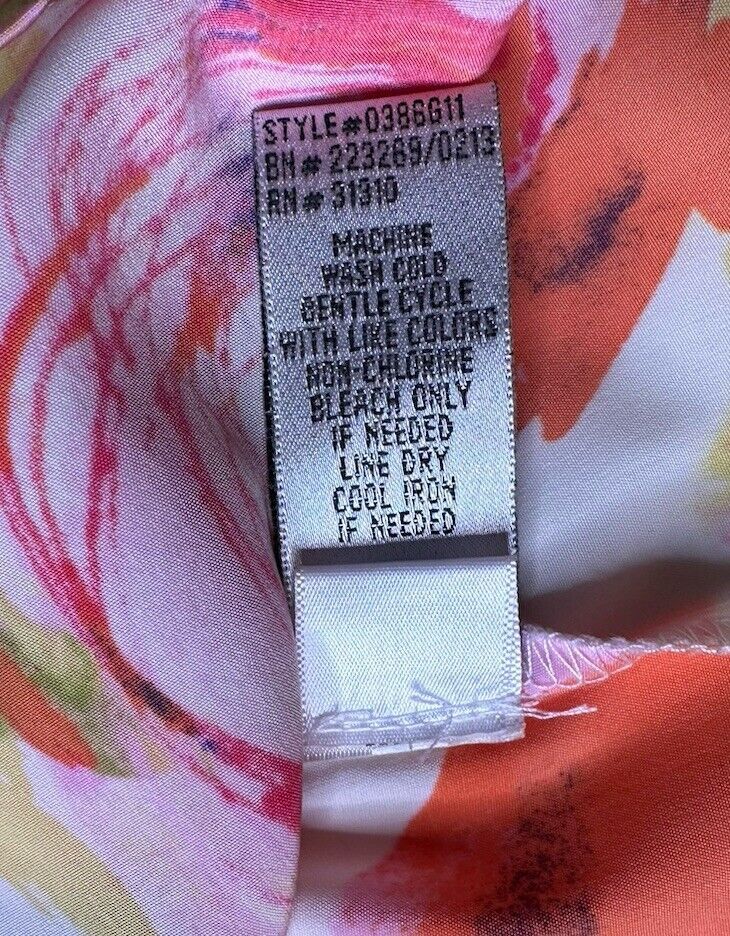 STYLE#0386G11
BN# 223269/0213
RN# 31310
MACHINE
WASH COLD
GENTLE CYCLE
WITH LIKE COLORS
NON-CHLORINE
BLEACH ONLY
IF NEEDED
LINE DRY
COOL IRON
IF NEEDED